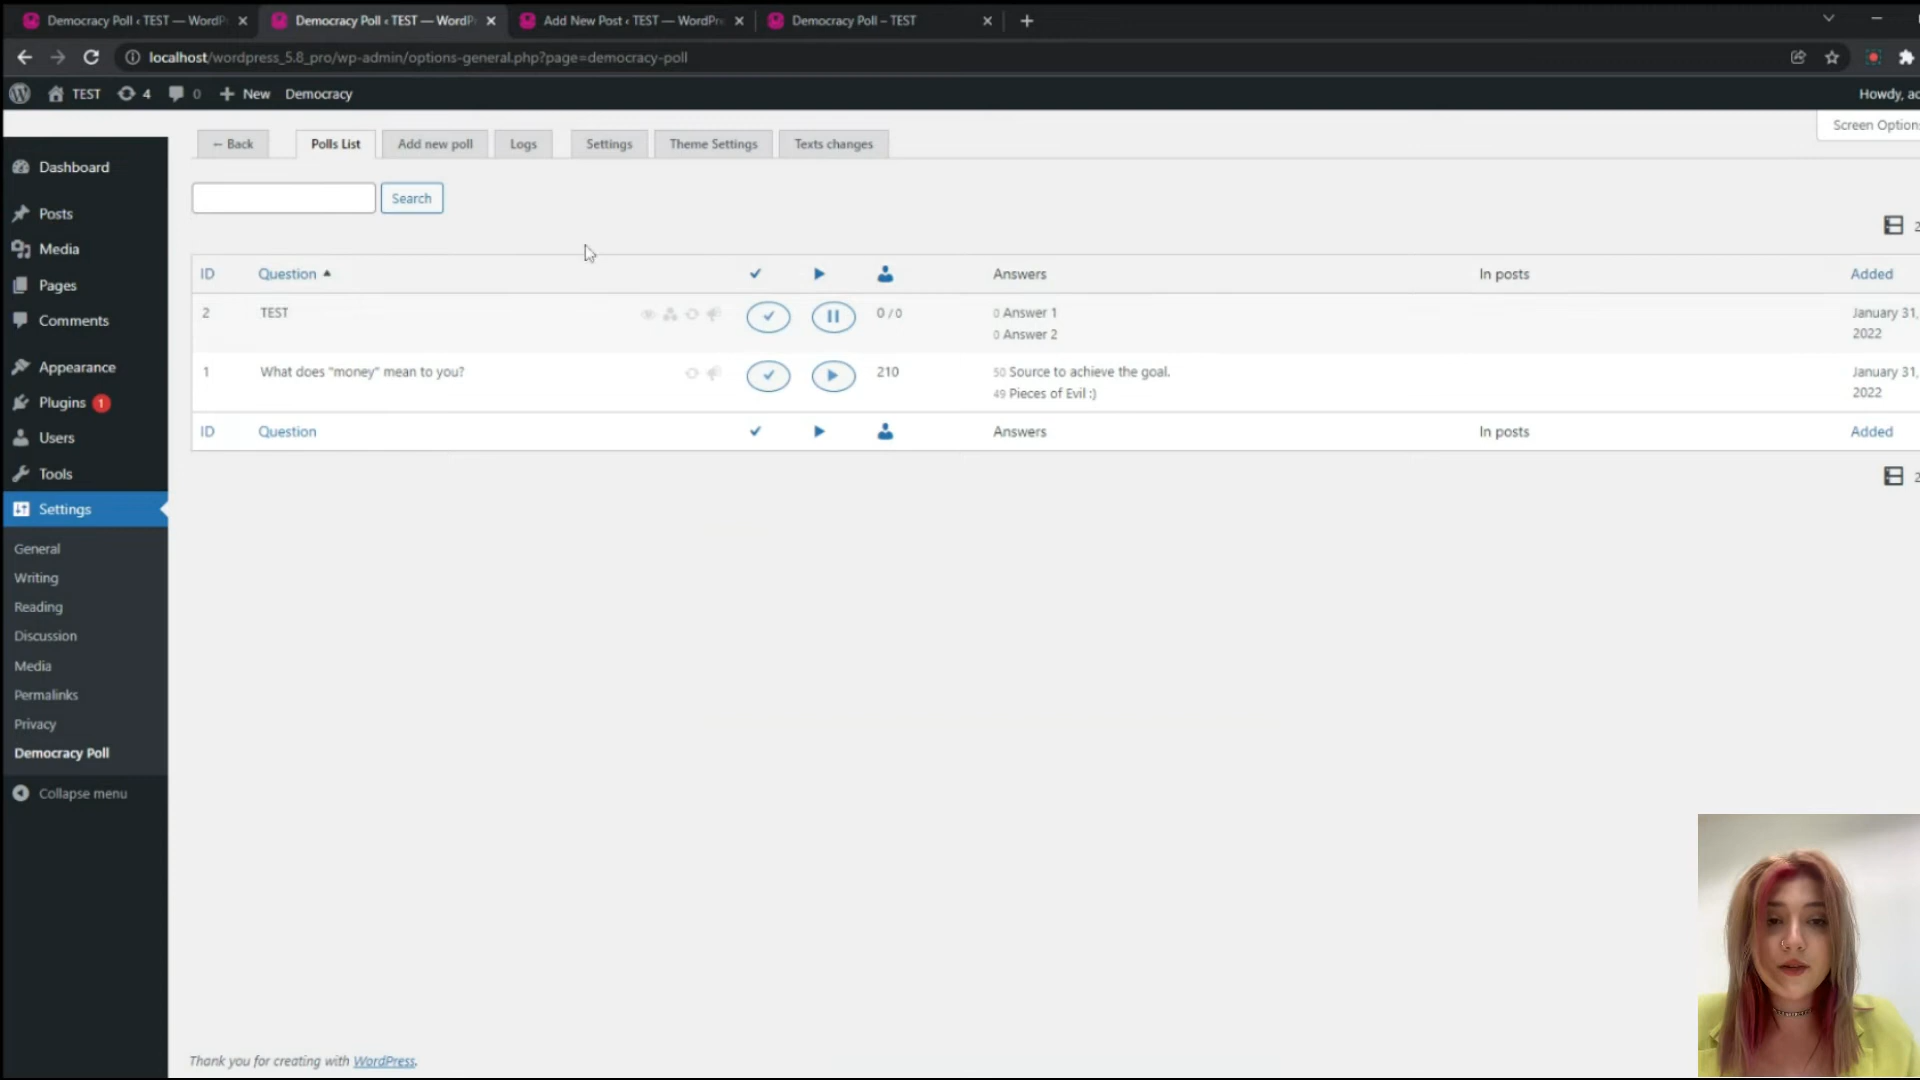 Democracy Poll ‹ TEST — WordP
Democracy Poll ‹ TEST — WordP
Add New Post ‹ TEST — WordPr
Democracy Poll – TEST
localhost/wordpress_5.8_pro/wp-admin/options-general.php?page=democracy-poll
TEST
4
0
New
Democracy
Howdy, ac
Screen Option
← Back
Polls List
Add new poll
Logs
Settings
Theme Settings
Texts changes
Search
2
ID Question Answers In posts Added
2 TEST 0 / 0 0 Answer 1 January 31,
0 Answer 2 2022
1 What does "money" mean to you? 210 50 Source to achieve the goal. January 31,
49 Pieces of Evil :) 2022
ID Question Answers In posts Added
2
Dashboard
Posts
Media
Pages
Comments
Appearance
Plugins 1
Users
Tools
Settings
General
Writing
Reading
Discussion
Media
Permalinks
Privacy
Democracy Poll
Collapse menu
Thank you for creating with WordPress.